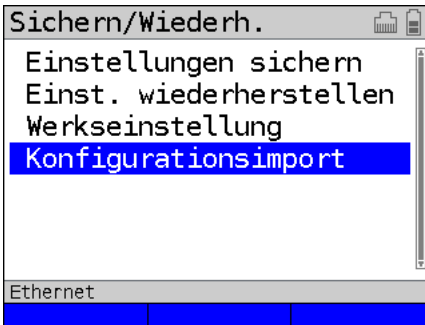 Sichern/Wiederh.
Einstellungen sichern
Einst. wiederherstellen
Werkseinstellung
Konfigurationsimport
Ethernet